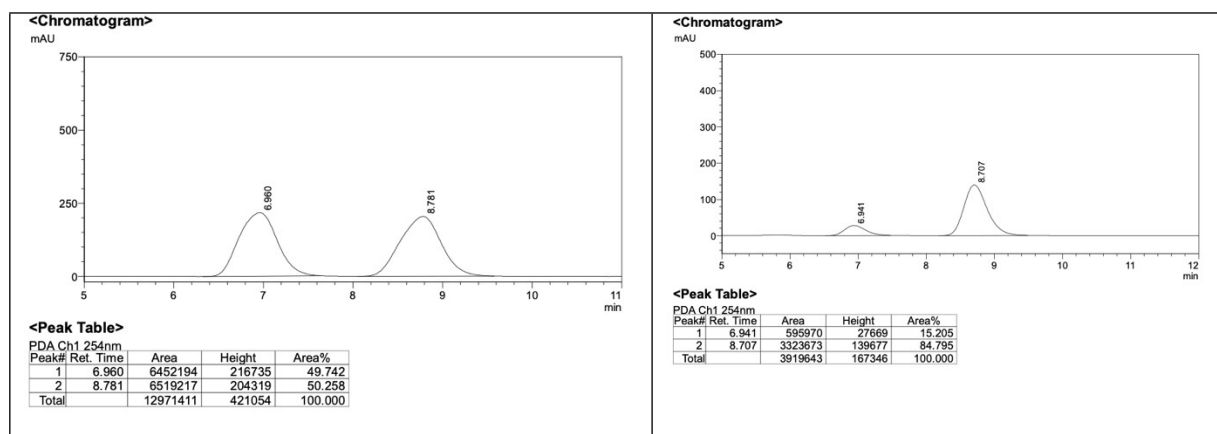 <Chromatogram>
mAU
750
500
250
0
6.960
8.781
5 6 7 8 9 10 11
min
<Peak Table>
PDA Ch1 254nm
Peak# Ret. Time Area Height Area%
1 6.960 6452194 216735 49.742
2 8.781 6519217 204319 50.258
Total 12971411 421054 100.000
<Chromatogram>
mAU
500
400
300
200
100
0
6.941
8.707
5 6 7 8 9 10 11 12
min
<Peak Table>
PDA Ch1 254nm
Peak# Ret. Time Area Height Area%
1 6.941 595970 27669 15.205
2 8.707 3323673 139677 84.795
Total 3919643 167346 100.000